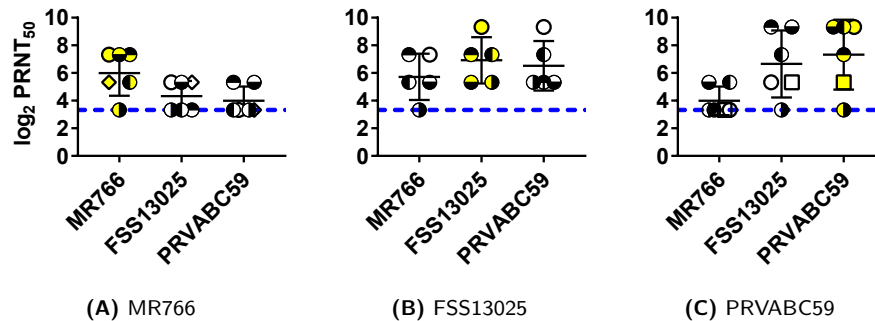 log₂ PRNT₅₀
10
8
6
4
2
0
MR766
FSS13025
PRVABC59
(A) MR766
10
8
6
4
2
0
MR766
FSS13025
PRVABC59
(B) FSS13025
10
8
6
4
2
0
MR766
FSS13025
PRVABC59
(C) PRVABC59